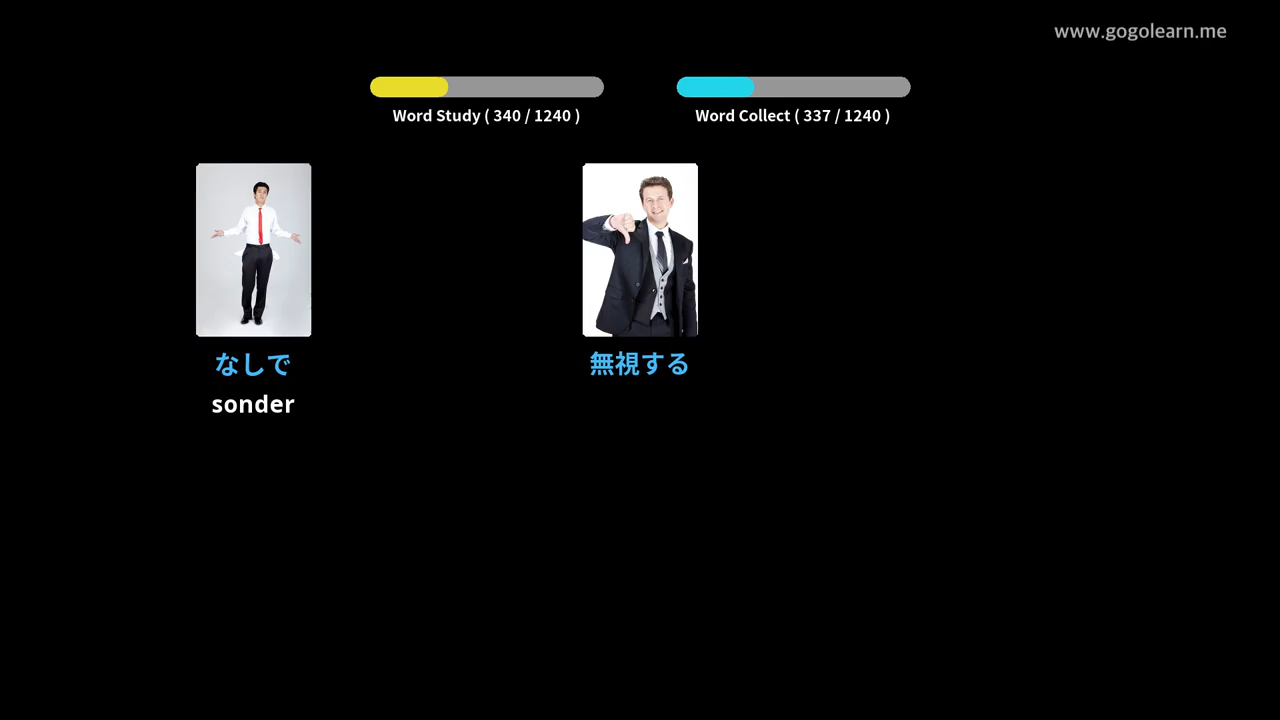 www.gogolearn.me
Word Study ( 340 / 1240 )
Word Collect ( 337 / 1240 )
なしで
無視する
sonder